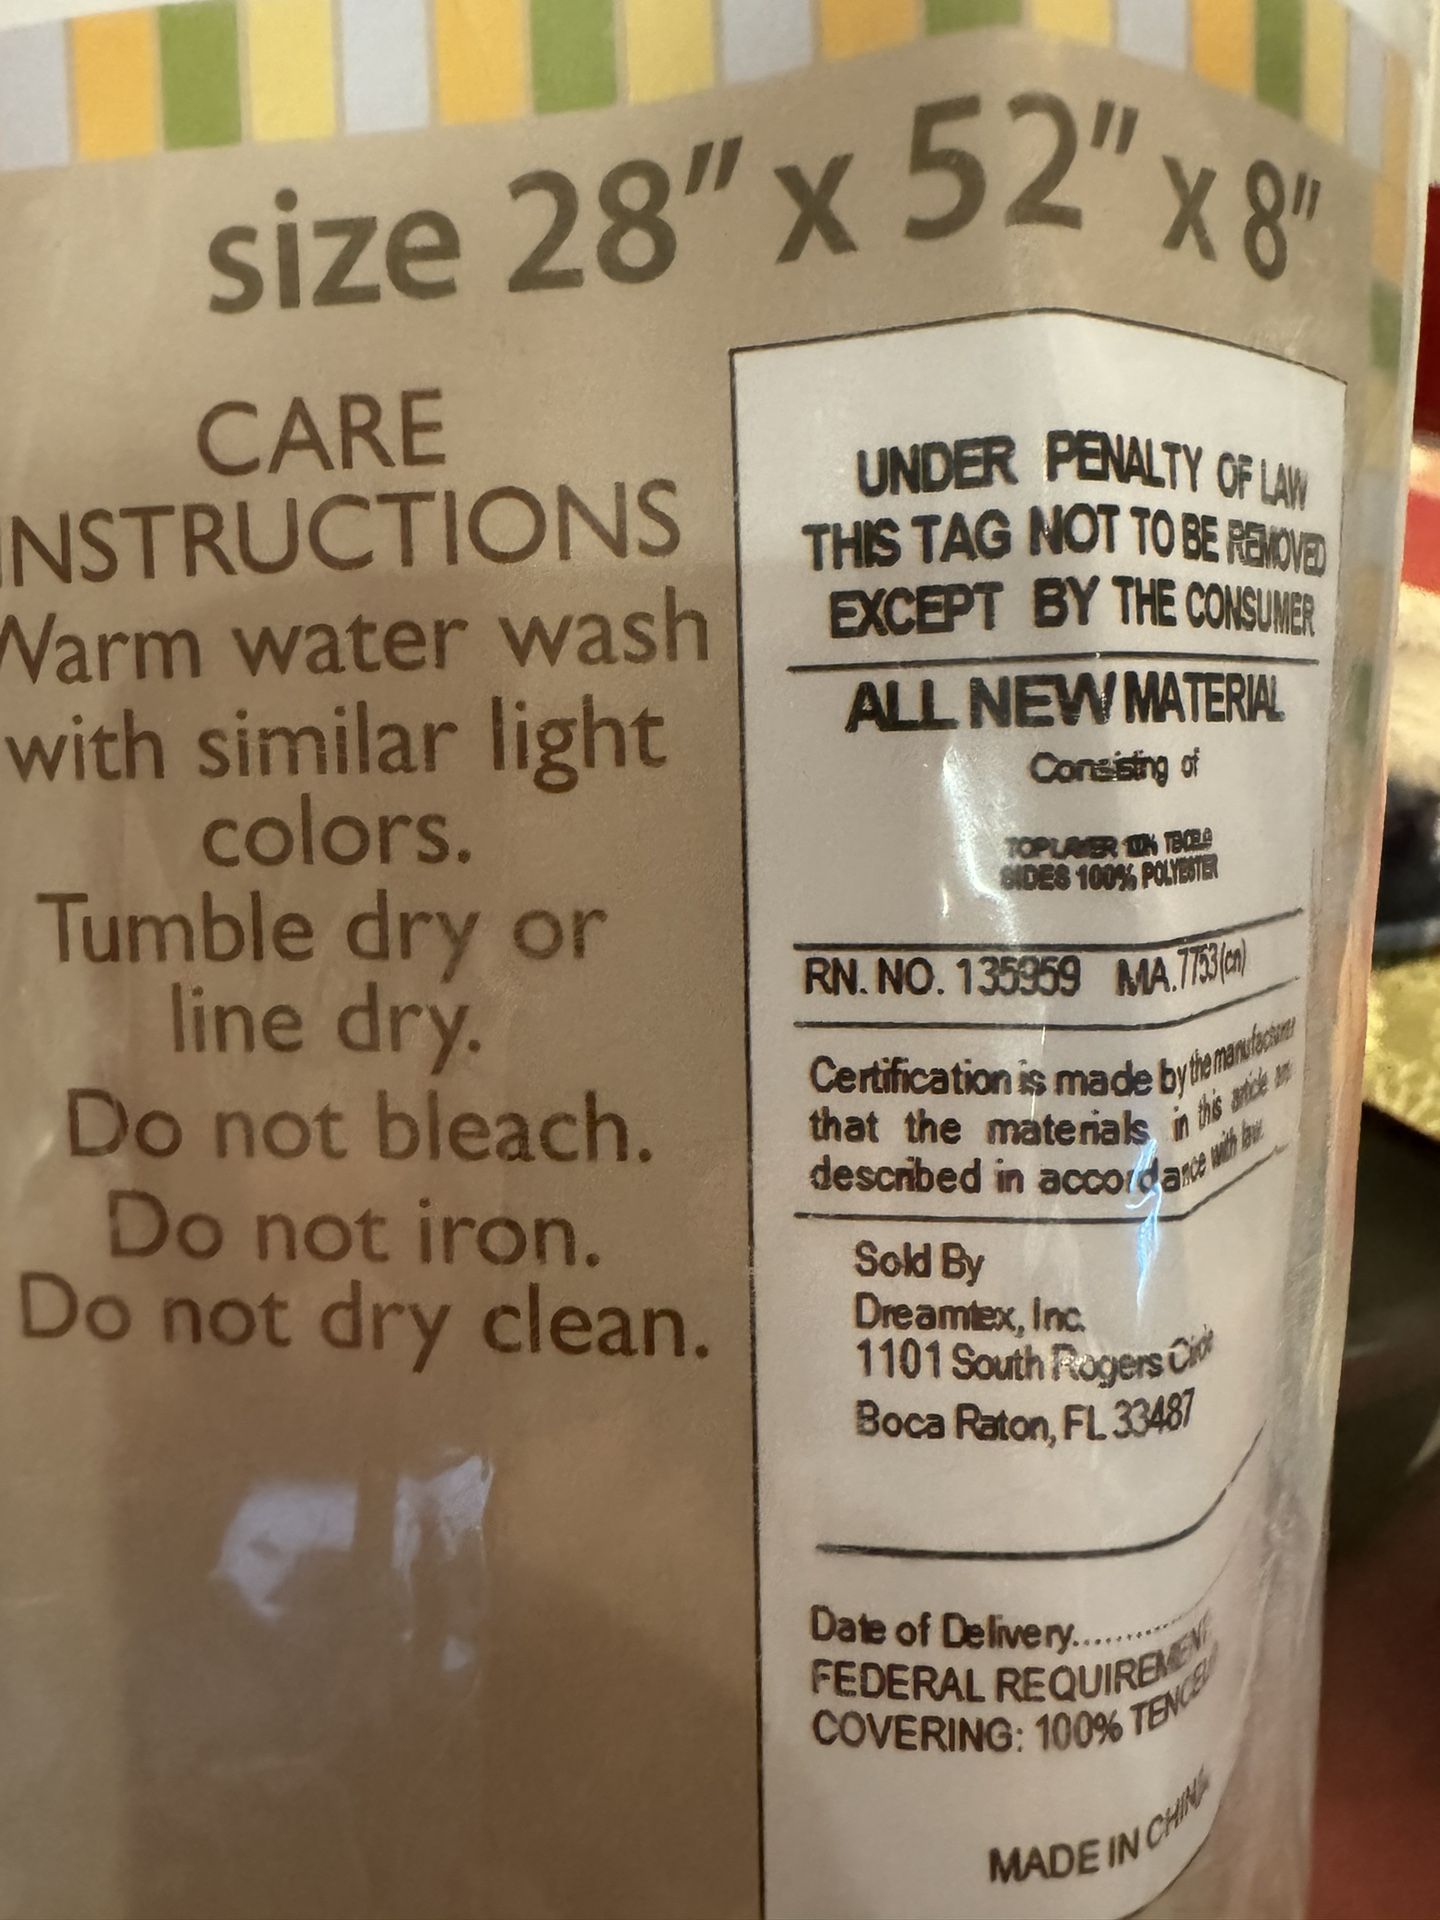 size 28" x 52" x 8"
CARE
INSTRUCTIONS
Warm water wash
with similar light
colors.
Tumble dry or
line dry.
Do not bleach.
Do not iron.
Do not dry clean.
UNDER PENALTY OF LAW
THIS TAG NOT TO BE REMOVED
EXCEPT BY THE CONSUMER
ALL NEW MATERIAL
Consisting of
TOP LAYER 100% TENCEL®
SIDES 100% POLYESTER
RN. NO. 135959 MA.7753(cn)
Certification is made by the manufacturer
that the materials in this article are
described in accordance with law.
Sold By
Dreamtex, Inc.
1101 South Rogers Circle
Boca Raton, FL 33487
Date of Delivery..........
FEDERAL REQUIREMENT
COVERING: 100% TENCEL
MADE IN CHINA